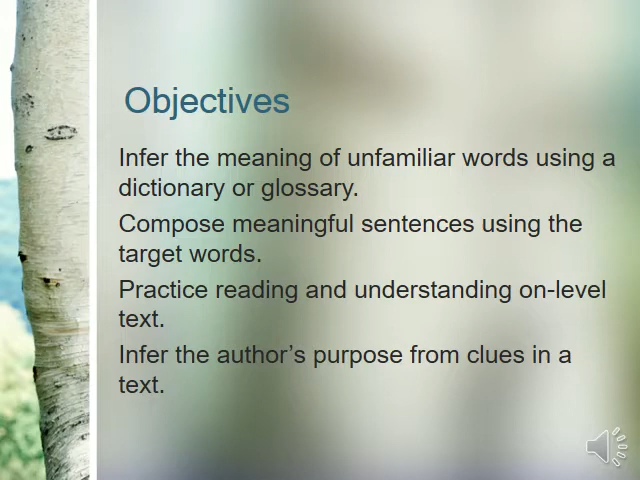 Objectives
Infer the meaning of unfamiliar words using a
dictionary or glossary.
Compose meaningful sentences using the
target words.
Practice reading and understanding on-level
text.
Infer the author’s purpose from clues in a
text.